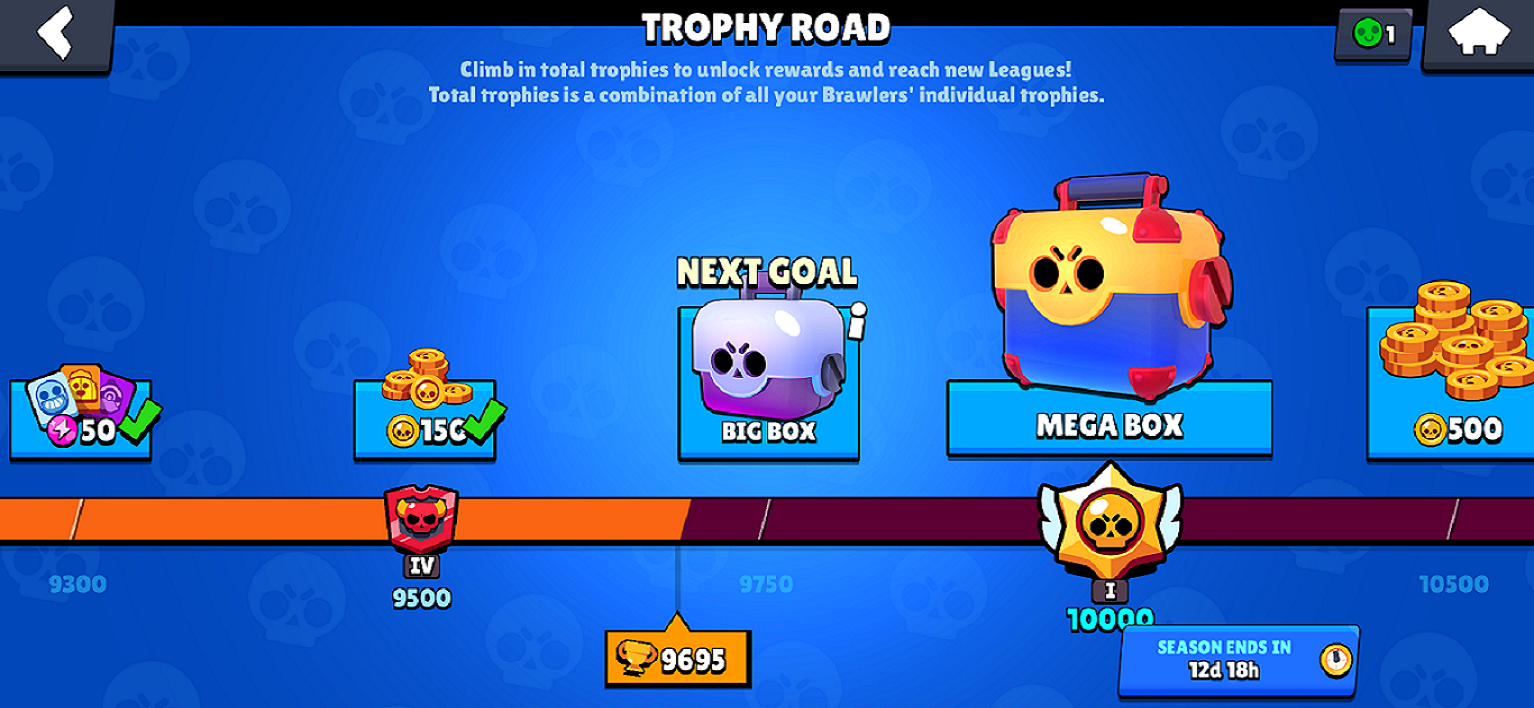 TROPHY ROAD
1
Climb in total trophies to unlock rewards and reach new Leagues!
Total trophies is a combination of all your Brawlers' individual trophies.
NEXT GOAL
50
150
BIG BOX
MEGA BOX
500
IV
I
9300
9500
9750
10000
10500
9695
SEASON ENDS IN
12d 18h